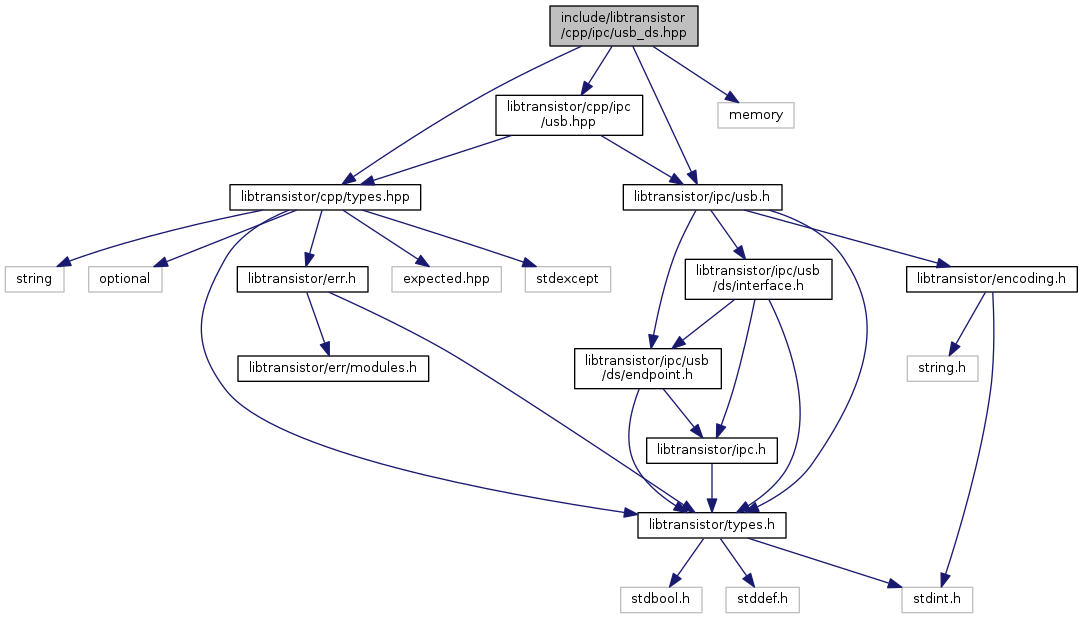 include/libtransistor
/cpp/ipc/usb_ds.hpp
libtransistor/cpp/ipc
/usb.hpp
memory
libtransistor/cpp/types.hpp
libtransistor/ipc/usb.h
string
optional
libtransistor/err.h
expected.hpp
stdexcept
libtransistor/ipc/usb
/ds/interface.h
libtransistor/encoding.h
libtransistor/err/modules.h
libtransistor/ipc/usb
/ds/endpoint.h
string.h
libtransistor/ipc.h
libtransistor/types.h
stdbool.h
stddef.h
stdint.h